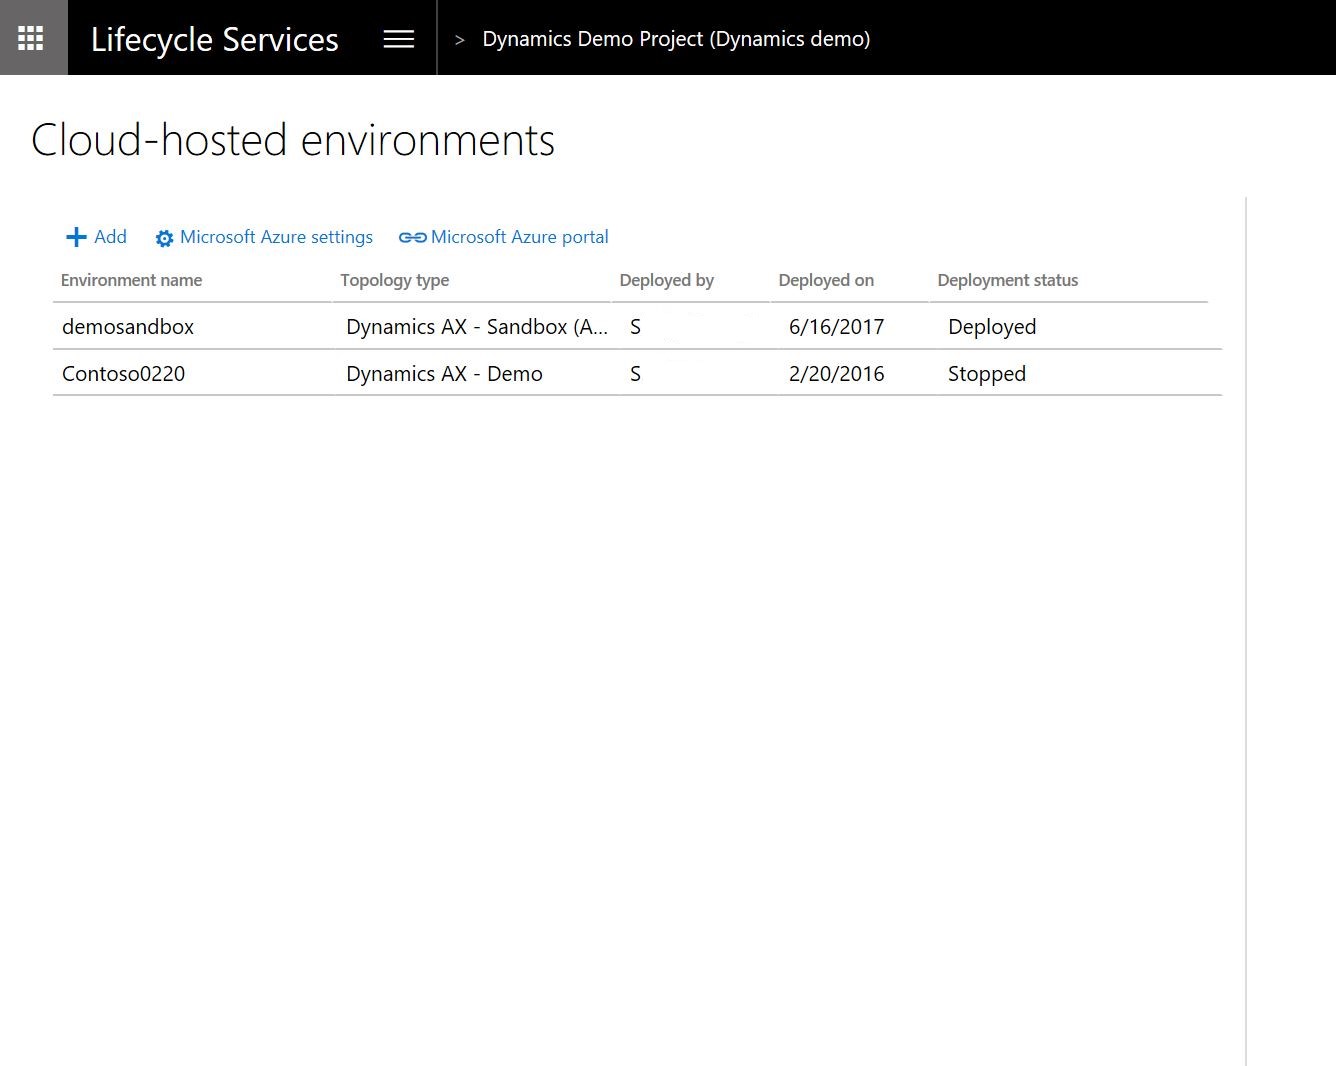 Lifecycle Services > Dynamics Demo Project (Dynamics demo)
Cloud-hosted environments
Add Microsoft Azure settings Microsoft Azure portal
Environment name Topology type Deployed by Deployed on Deployment status
demosandbox Dynamics AX - Sandbox (A... S 6/16/2017 Deployed
Contoso0220 Dynamics AX - Demo S 2/20/2016 Stopped